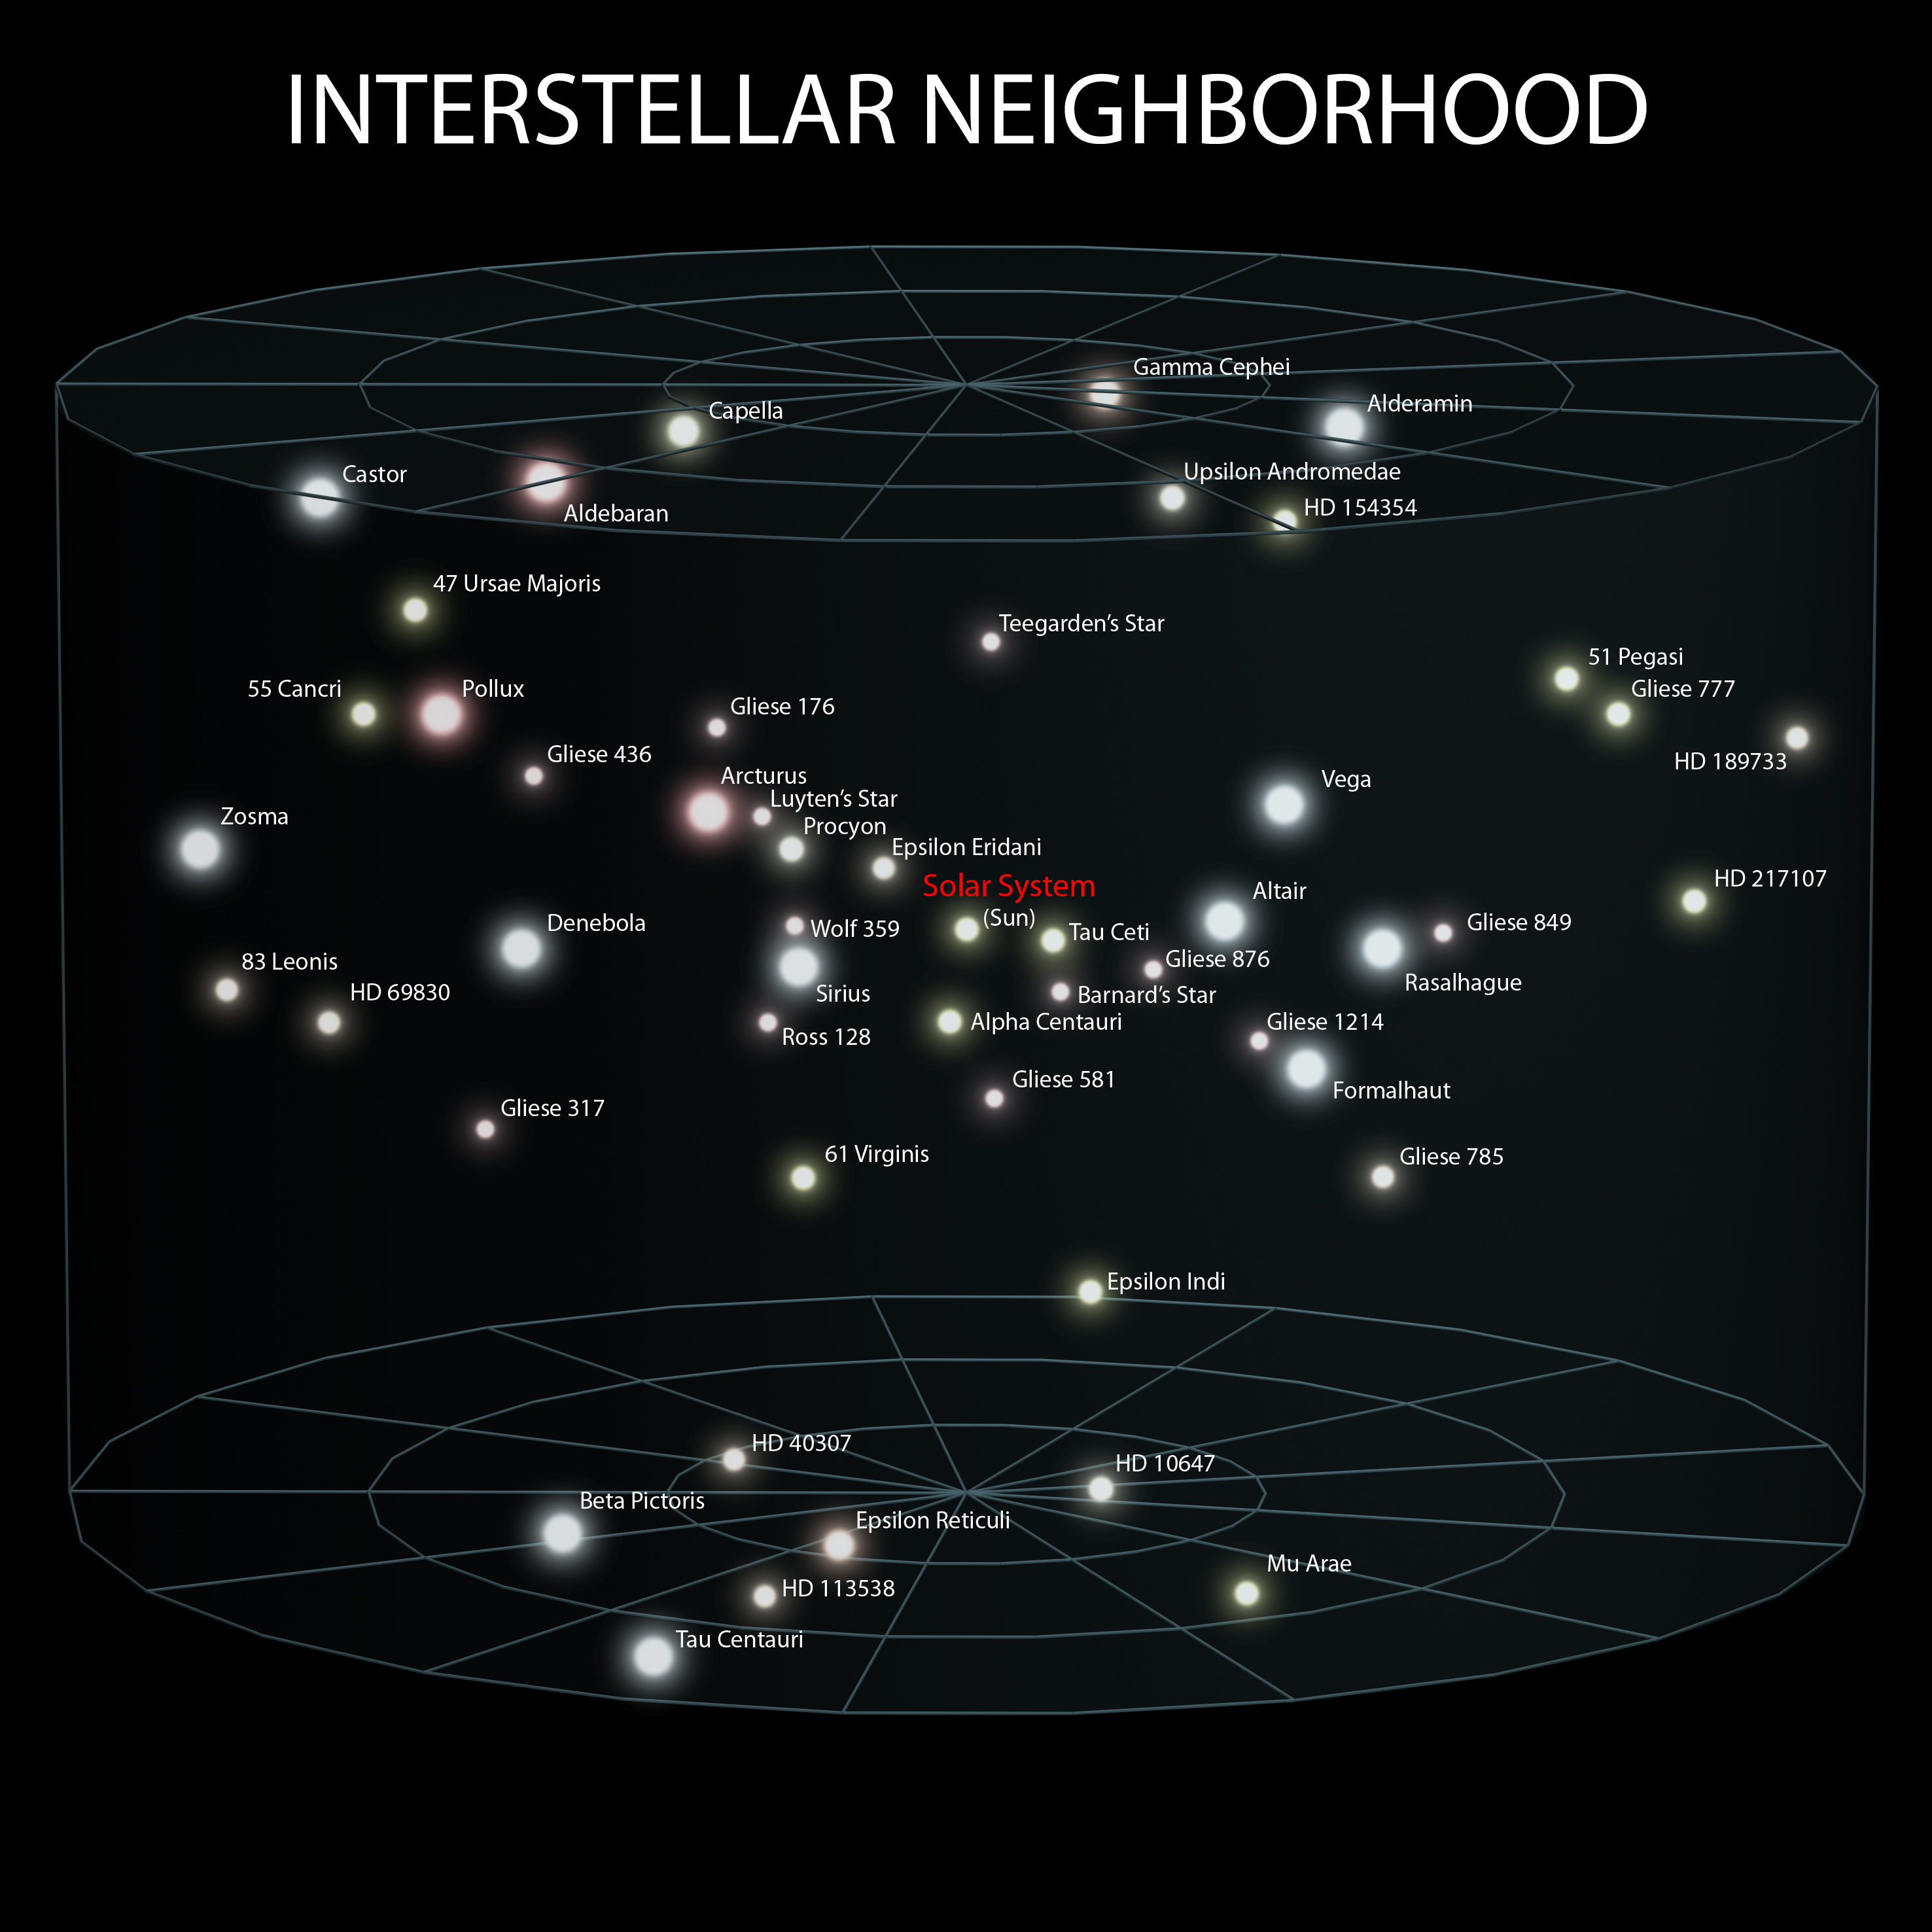 INTERSTELLAR NEIGHBORHOOD
Gamma Cephei
Alderamin
Capella
Castor
Upsilon Andromedae
HD 154354
Aldebaran
47 Ursae Majoris
Teegarden's Star
51 Pegasi
55 Cancri
Pollux
Gliese 777
Gliese 176
Gliese 436
HD 189733
Arcturus
Vega
Luyten's Star
Zosma
Procyon
Epsilon Eridani
HD 217107
Solar System
Altair
(Sun)
Denebola
Gliese 849
Wolf 359
Tau Ceti
83 Leonis
Gliese 876
Rasalhague
HD 69830
Sirius
Barnard's Star
Alpha Centauri
Gliese 1214
Ross 128
Gliese 581
Formalhaut
Gliese 317
61 Virginis
Gliese 785
Epsilon Indi
HD 40307
HD 10647
Beta Pictoris
Epsilon Reticuli
Mu Arae
HD 113538
Tau Centauri